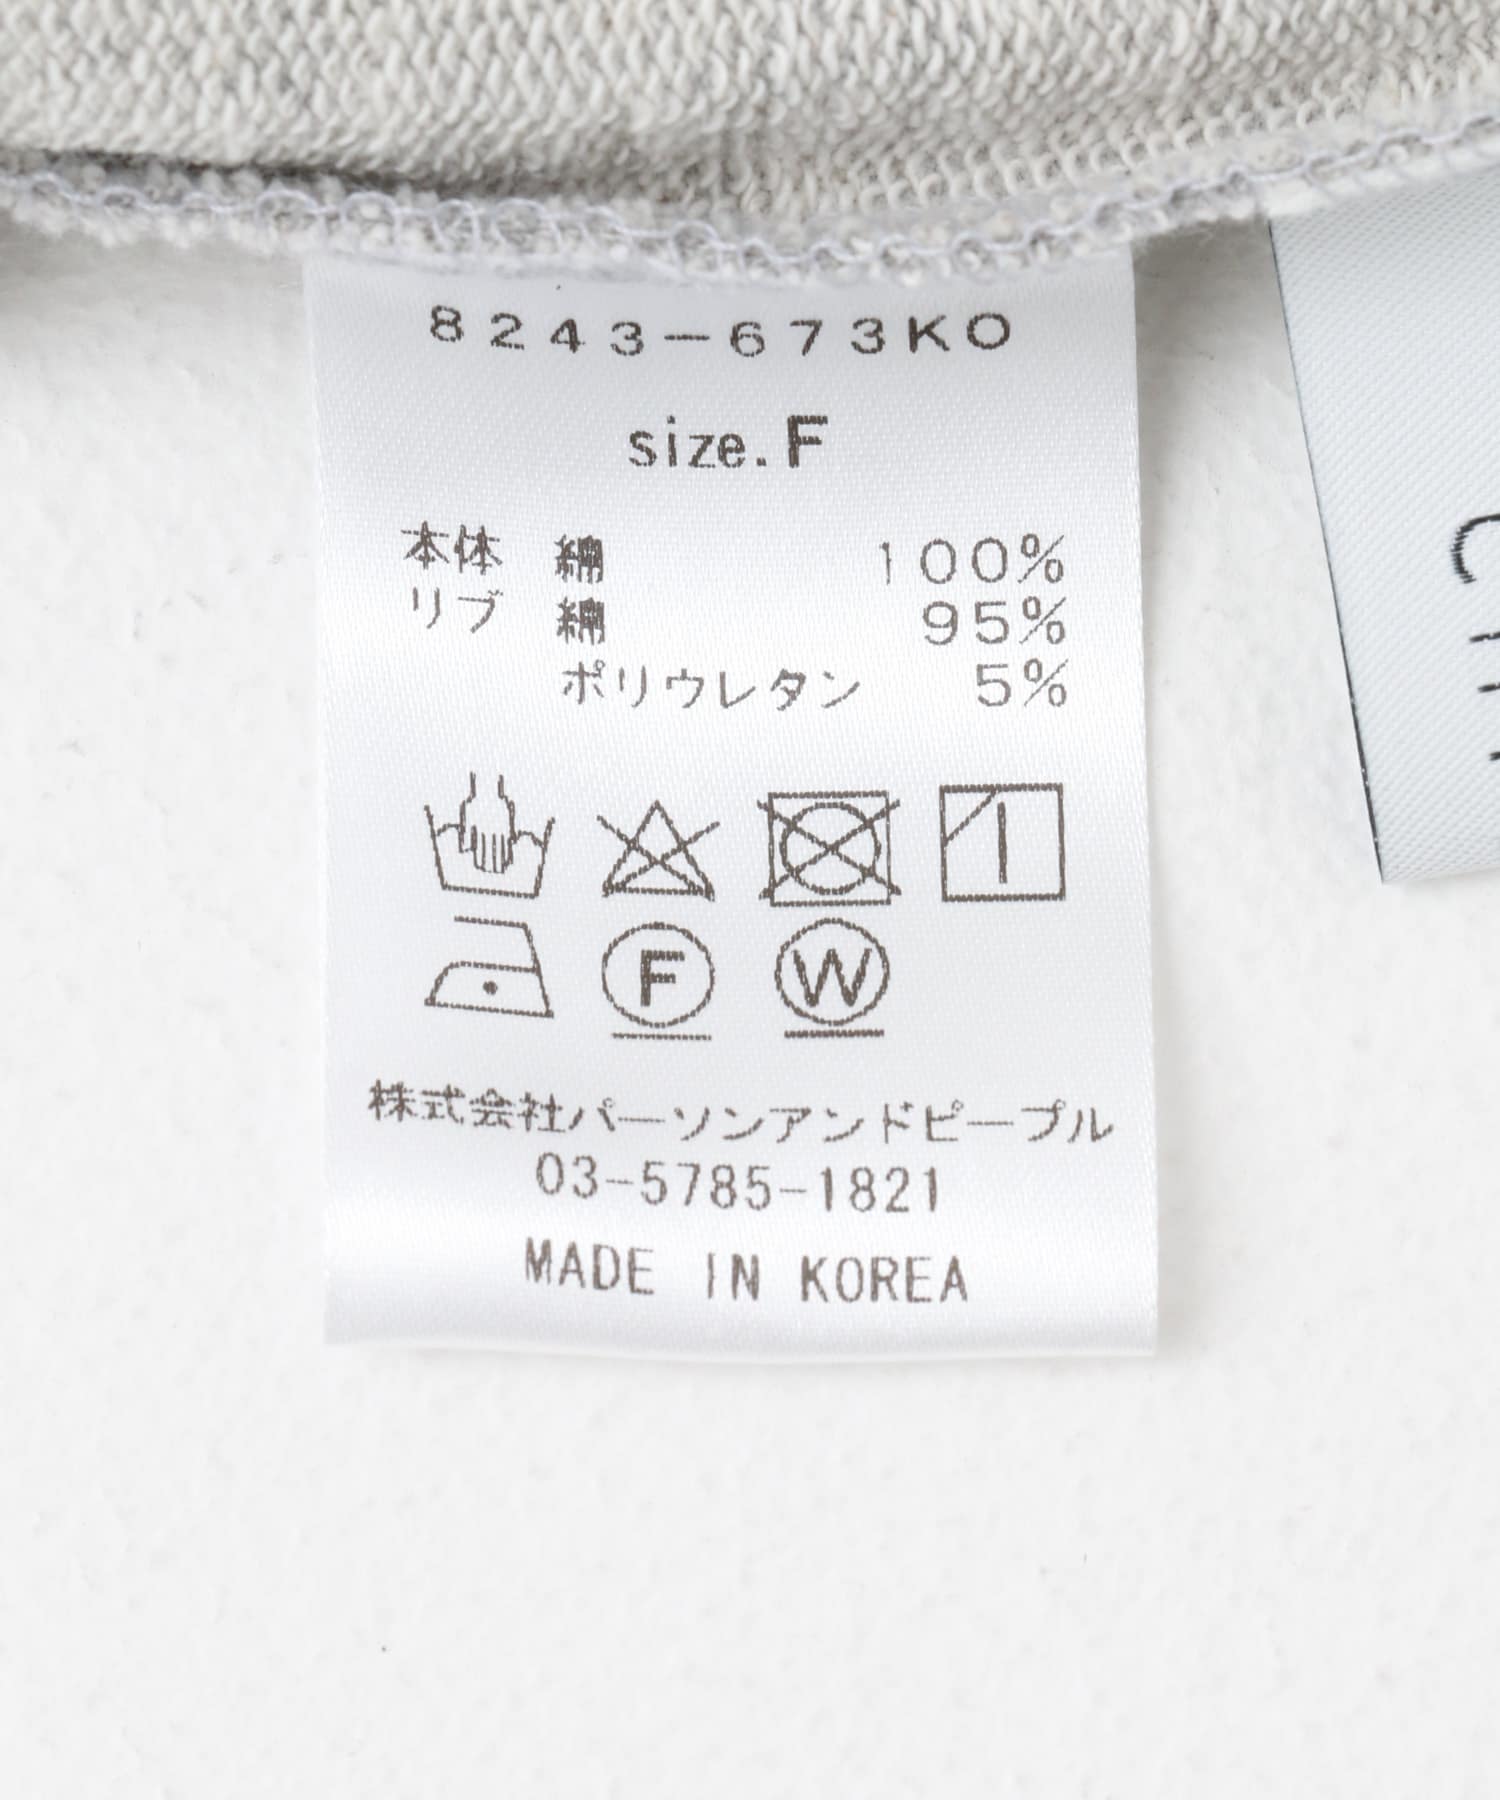 8243-673KO
size.F
本体 綿 100%
リブ 綿 95%
ポリウレタン 5%
F W
株式会社パーソンアンドピープル
03-5785-1821
MADE IN KOREA